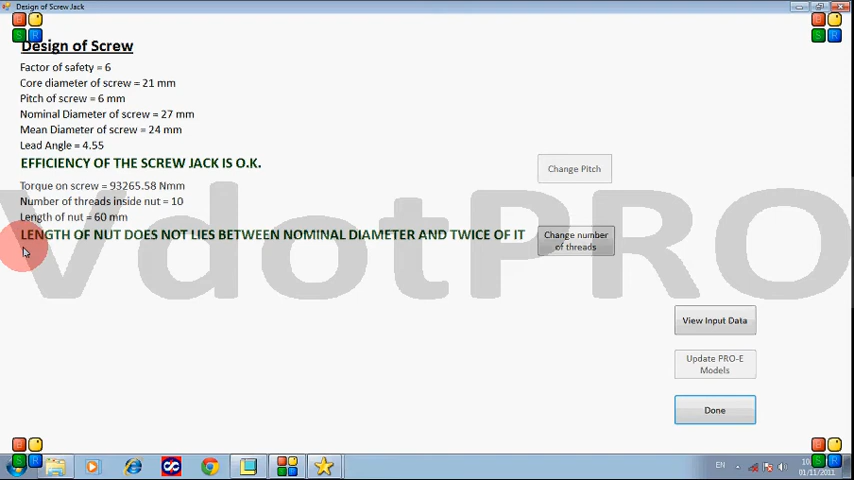 Design of Screw Jack
Design of Screw
Factor of safety = 6
Core diameter of screw = 21 mm
Pitch of screw = 6 mm
Nominal Diameter of screw = 27 mm
Mean Diameter of screw = 24 mm
Lead Angle = 4.55
EFFICIENCY OF THE SCREW JACK IS O.K.
Change Pitch
Torque on screw = 93265.58 Nmm
Number of threads inside nut = 10
Length of nut = 60 mm
LENGTH OF NUT DOES NOT LIES BETWEEN NOMINAL DIAMETER AND TWICE OF IT
Change number
of threads
VdotPRO
View Input Data
Update PRO-E
Models
Done
B
S R
B
S R
B
S R
B
S R
EN
01/11/2011